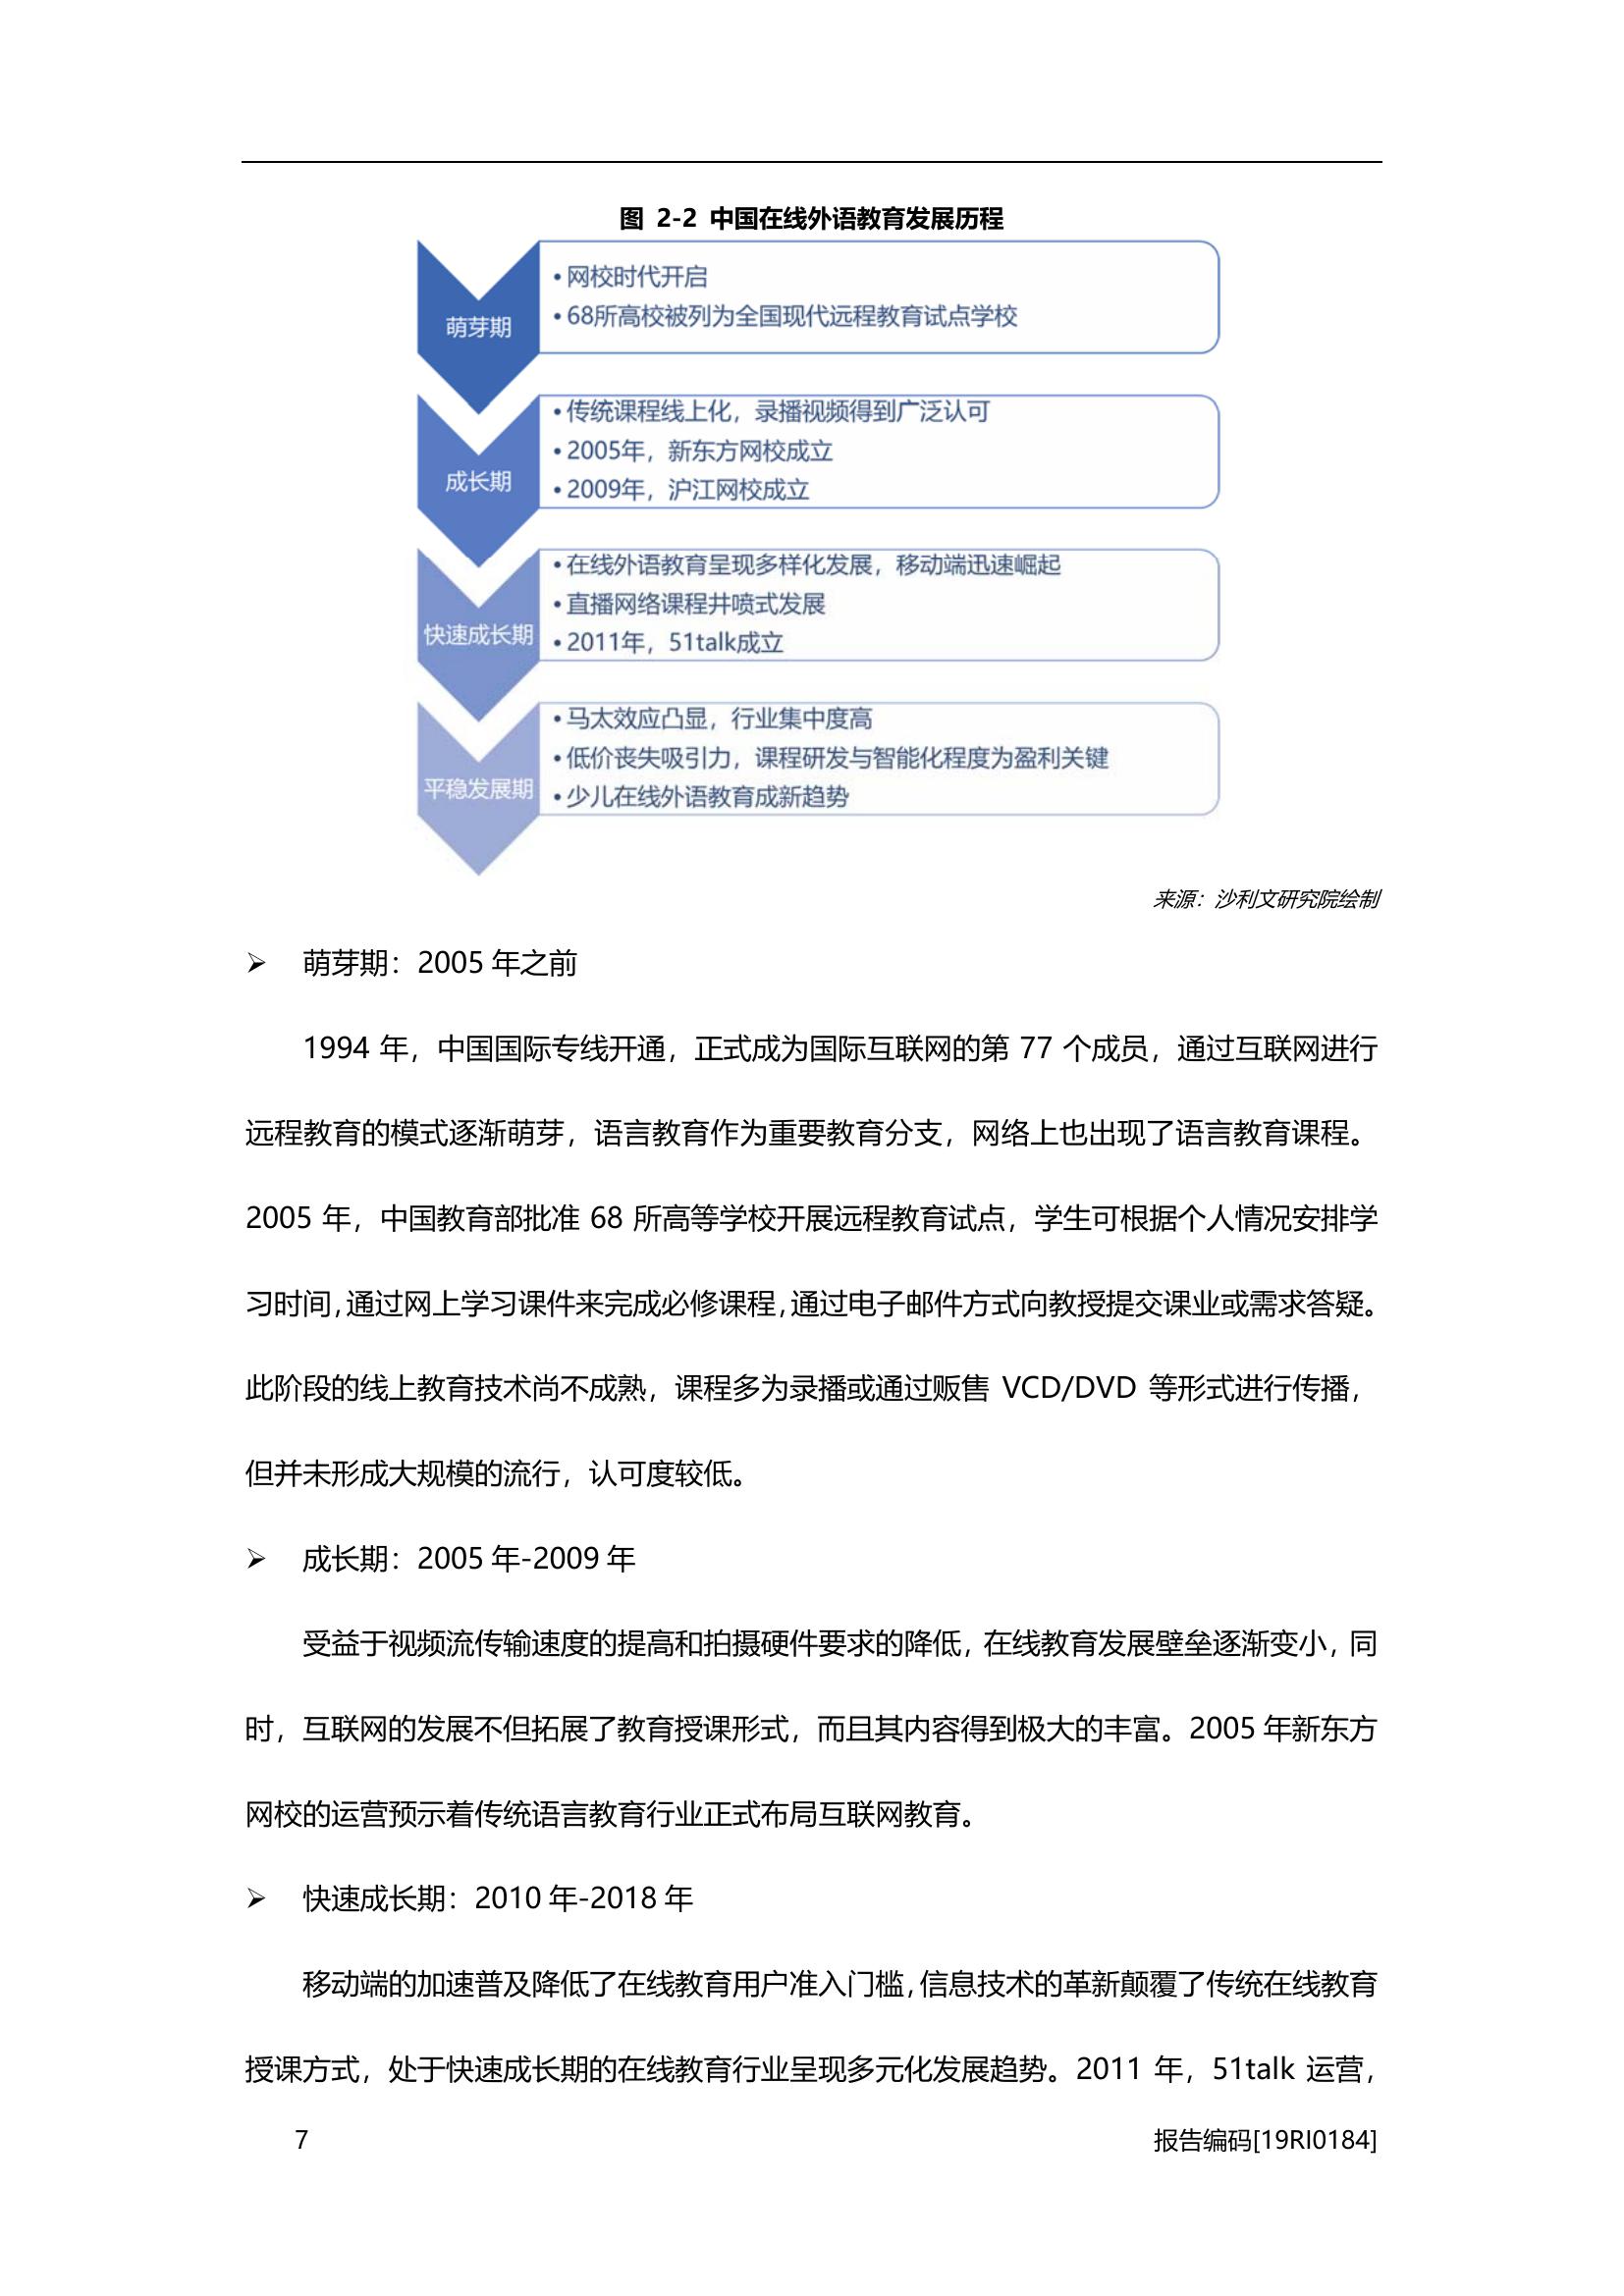 图 2-2 中国在线外语教育发展历程
萌芽期
•网校时代开启
•68所高校被列为全国现代远程教育试点学校
成长期
•传统课程线上化，录播视频得到广泛认可
•2005年，新东方网校成立
•2009年，沪江网校成立
快速成长期
•在线外语教育呈现多样化发展，移动端迅速崛起
•直播网络课程井喷式发展
•2011年，51talk成立
平稳发展期
•马太效应凸显，行业集中度高
•低价丧失吸引力，课程研发与智能化程度为盈利关键
•少儿在线外语教育成新趋势
来源：沙利文研究院绘制
➢ 萌芽期：2005 年之前
1994 年，中国国际专线开通，正式成为国际互联网的第 77 个成员，通过互联网进行
远程教育的模式逐渐萌芽，语言教育作为重要教育分支，网络上也出现了语言教育课程。
2005 年，中国教育部批准 68 所高等学校开展远程教育试点，学生可根据个人情况安排学
习时间，通过网上学习课件来完成必修课程，通过电子邮件方式向教授提交课业或需求答疑。
此阶段的线上教育技术尚不成熟，课程多为录播或通过贩售 VCD/DVD 等形式进行传播，
但并未形成大规模的流行，认可度较低。
➢ 成长期：2005 年-2009 年
受益于视频流传输速度的提高和拍摄硬件要求的降低，在线教育发展壁垒逐渐变小，同
时，互联网的发展不但拓展了教育授课形式，而且其内容得到极大的丰富。2005 年新东方
网校的运营预示着传统语言教育行业正式布局互联网教育。
➢ 快速成长期：2010 年-2018 年
移动端的加速普及降低了在线教育用户准入门槛，信息技术的革新颠覆了传统在线教育
授课方式，处于快速成长期的在线教育行业呈现多元化发展趋势。2011 年，51talk 运营，
7
报告编码[19RI0184]